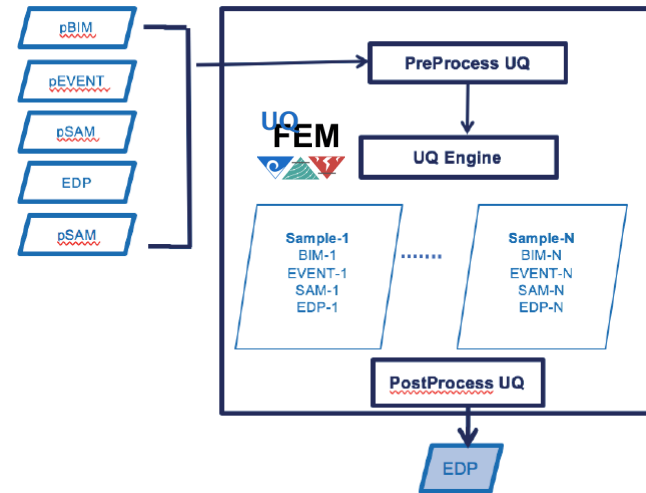 pBIM
pEVENT
pSAM
EDP
pSAM
PreProcess UQ
UQ
FEM
UQ Engine
Sample-1
BIM-1
EVENT-1
SAM-1
EDP-1
........
Sample-N
BIM-N
EVENT-N
SAM-N
EDP-N
PostProcess UQ
EDP